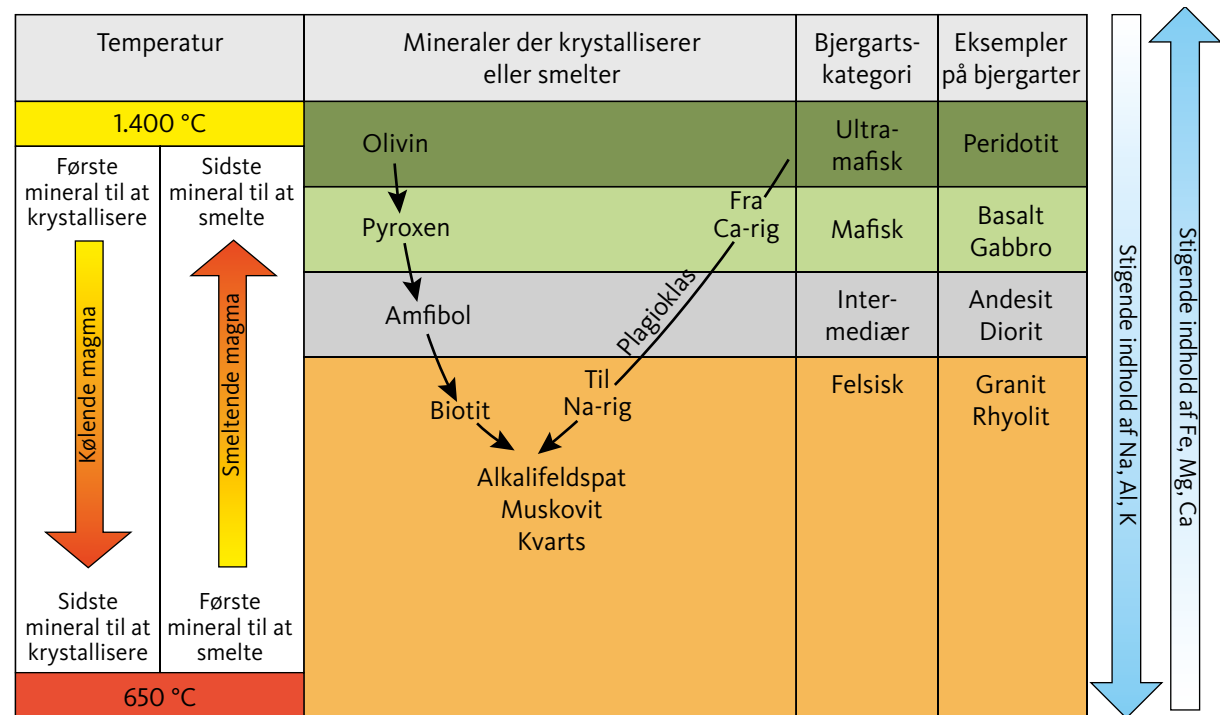 Temperatur
Mineraler der krystalliserer
eller smelter
Bjergarts-
kategori
Eksempler
på bjergarter
1.400 °C
Første
mineral til at
krystallisere
Sidste
mineral til at
smelte
Kølende magma
Smeltende magma
Sidste
mineral til at
krystallisere
Første
mineral til at
smelte
650 °C
Olivin
Pyroxen
Amfibol
Biotit
Fra
Ca-rig
Plagioklas
Til
Na-rig
Alkalifeldspat
Muskovit
Kvarts
Ultra-
mafisk
Peridotit
Mafisk
Basalt
Gabbro
Inter-
mediær
Andesit
Diorit
Felsisk
Granit
Rhyolit
Stigende indhold af Na, Al, K
Stigende indhold af Fe, Mg, Ca